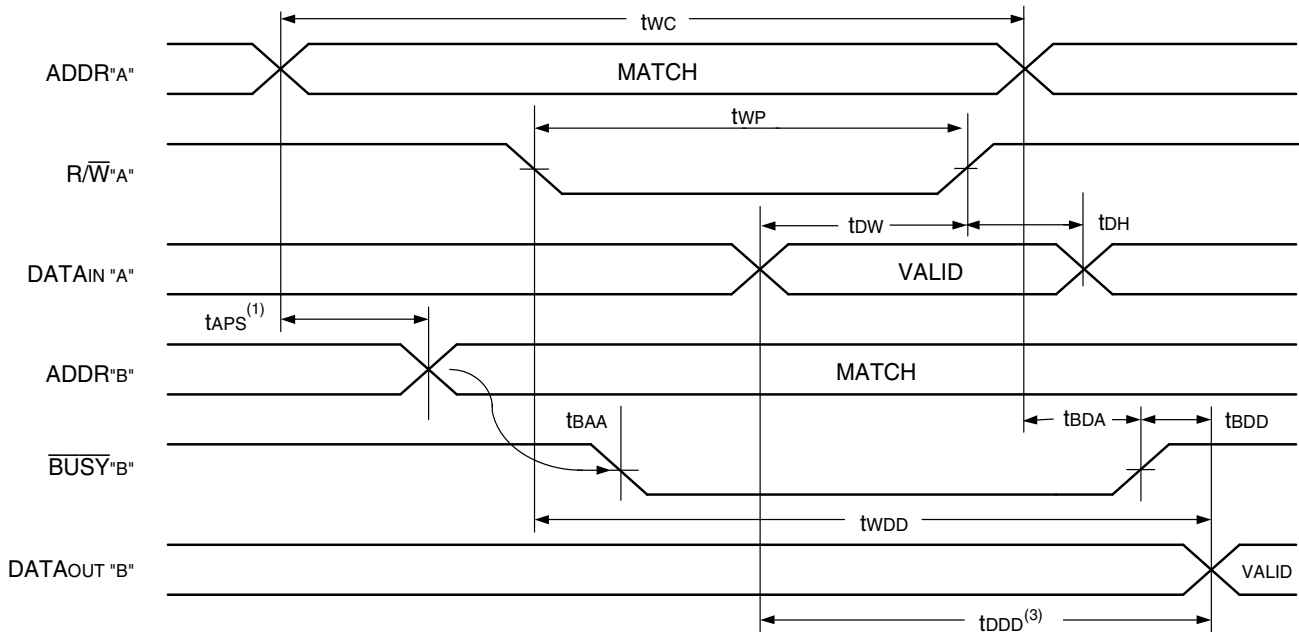 tWC
ADDR"A"
MATCH
tWP
R/W̅"A"
tDW
tDH
DATAIN "A"
VALID
tAPS(1)
ADDR"B"
MATCH
tBAA
tBDA
tBDD
B̅U̅S̅Y̅"B"
tWDD
DATAOUT "B"
VALID
tDDD(3)